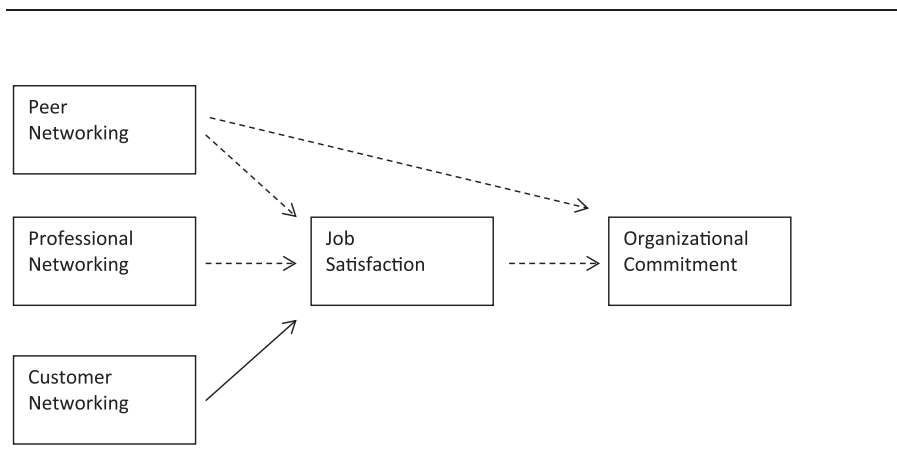 Peer
Networking
Professional
Networking
Job
Satisfaction
Organizational
Commitment
Customer
Networking